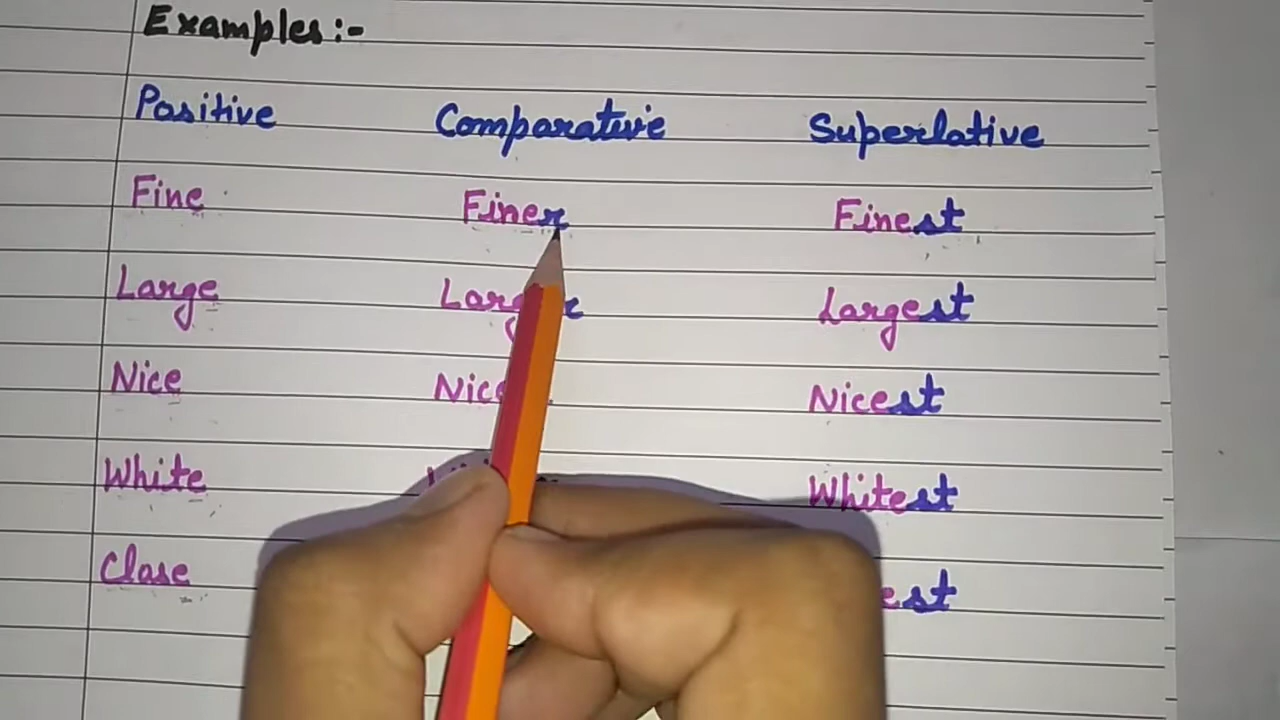 Examples:-
Positive Comparative Superlative
Fine Finer Finest
Large Largest
Nice Nicest
White Whitest
Close